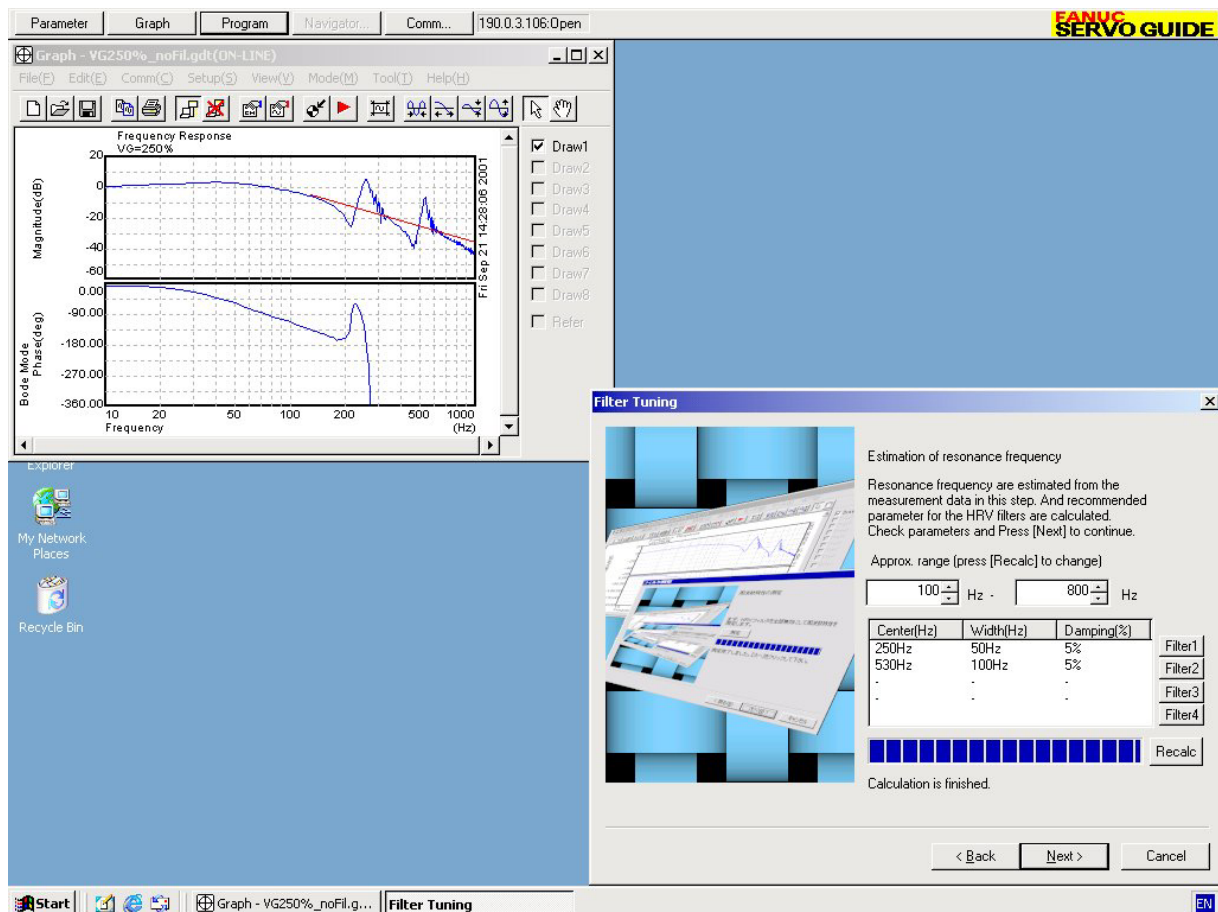 Parameter Graph Program Navigator... Comm... 190.0.3.106:Open
FANUC
SERVO GUIDE
Graph - VG250%_noFil.gdt(ON-LINE)
File(F) Edit(E) Comm(C) Setup(S) View(V) Mode(M) Tool(T) Help(H)
Frequency Response
VG=250%
20
0
-20
-40
-60
Magnitude(dB)
Fri Sep 21 14:28:06 2001
0.00
-90.00
-180.00
-270.00
-360.00
Bode Mode
Phase(deg)
10 20 50 100 200 500 1000
Frequency (Hz)
Draw1
Draw2
Draw3
Draw4
Draw5
Draw6
Draw7
Draw8
Refer
Explorer
My Network
Places
Recycle Bin
Filter Tuning
Estimation of resonance frequency
Resonance frequency are estimated from the
measurement data in this step. And recommended
parameter for the HRV filters are calculated.
Check parameters and Press [Next] to continue.
Approx. range (press [Recalc] to change)
100 Hz - 800 Hz
Center(Hz) Width(Hz) Damping(%)
250Hz 50Hz 5% Filter1
530Hz 100Hz 5% Filter2
- - - Filter3
- - - Filter4
Recalc
Calculation is finished.
< Back Next > Cancel
Start Graph - VG250%_noFil.g... Filter Tuning EN